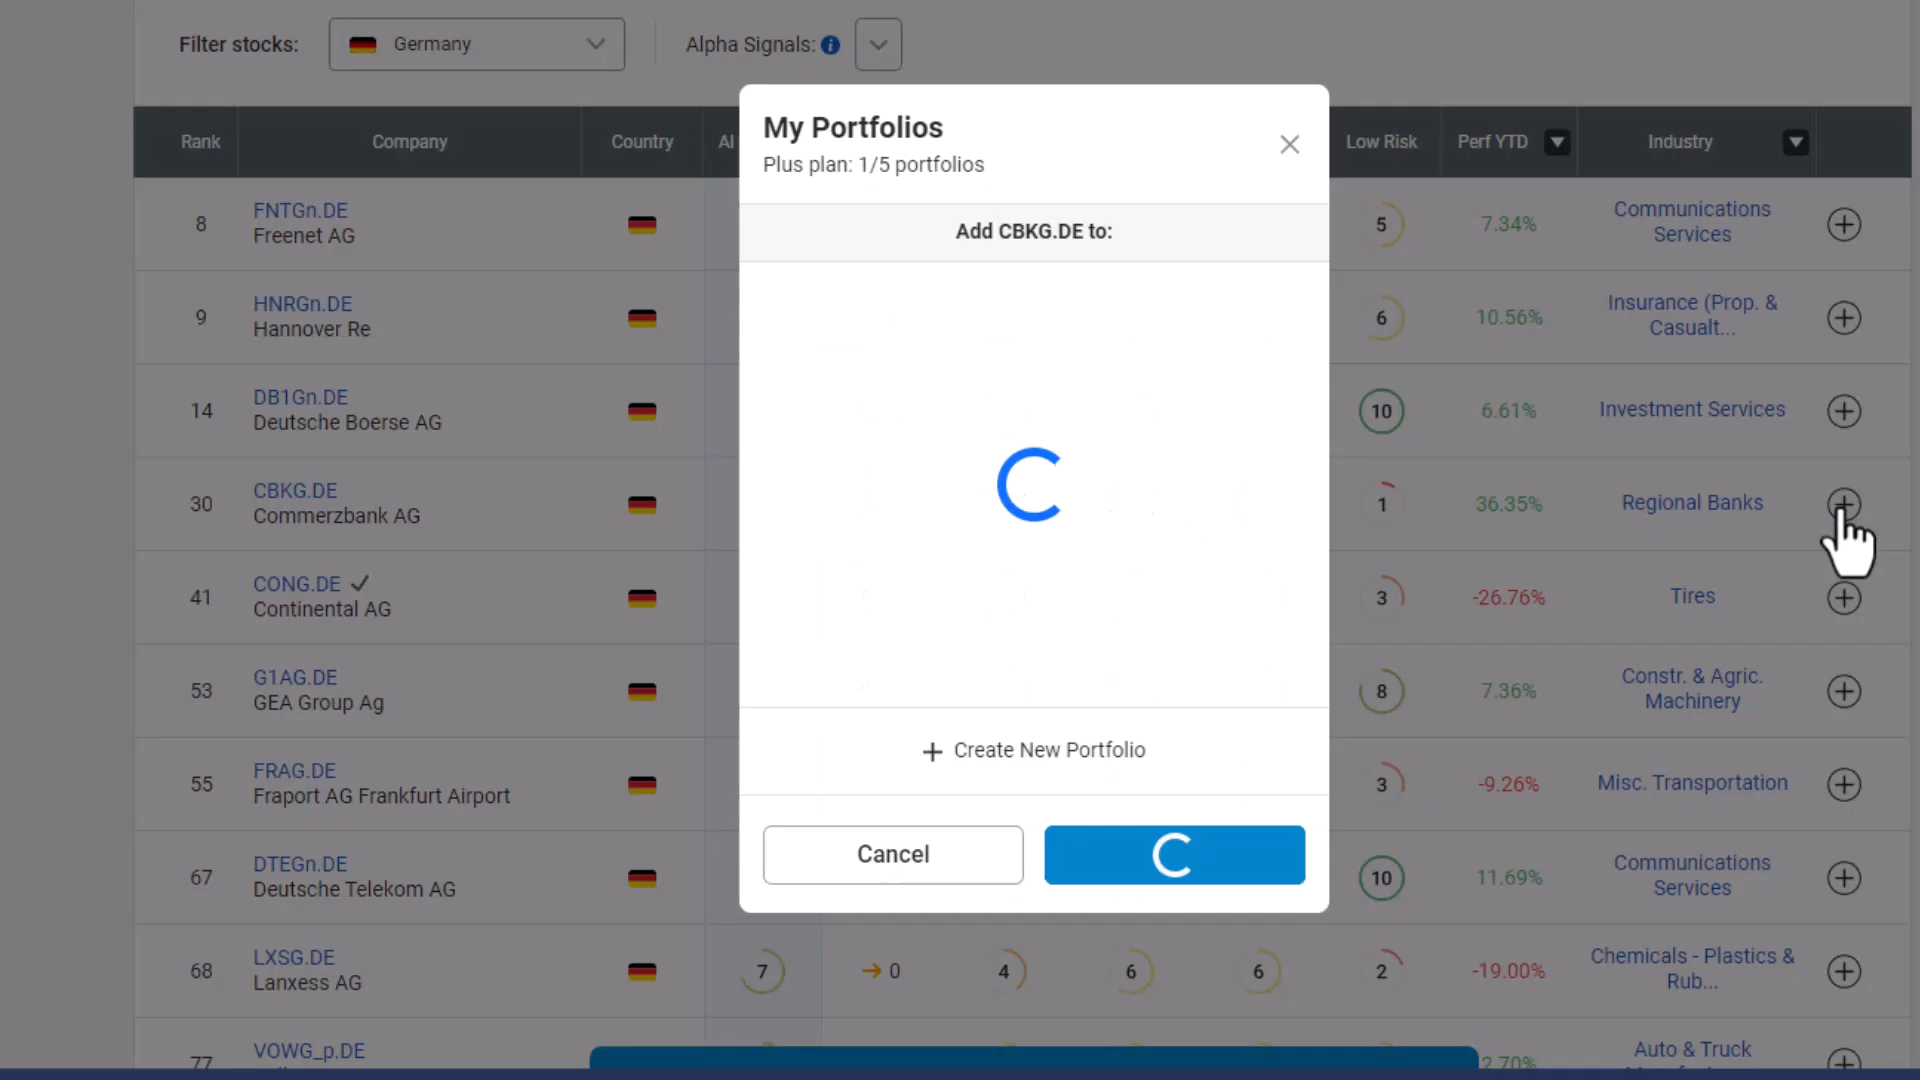 Filter stocks:
Germany
Alpha Signals:
My Portfolios
Plus plan: 1/5 portfolios
Add CBKG.DE to:
Create New Portfolio
Cancel
Rank Company Country AI Low Risk Perf YTD Industry
8 FNTGn.DE 5 7.34% Communications
Freenet AG Services
9 HNRGn.DE 6 10.56% Insurance (Prop. &
Hannover Re Casualt...
14 DB1Gn.DE 10 6.61% Investment Services
Deutsche Boerse AG
30 CBKG.DE 1 36.35% Regional Banks
Commerzbank AG
41 CONG.DE 3 -26.76% Tires
Continental AG
53 G1AG.DE 8 7.36% Constr. & Agric.
GEA Group Ag Machinery
55 FRAG.DE 3 -9.26% Misc. Transportation
Fraport AG Frankfurt Airport
67 DTEGn.DE 10 11.69% Communications
Deutsche Telekom AG Services
68 LXSG.DE 7 0 4 6 6 2 -19.00% Chemicals - Plastics &
Lanxess AG Rub...
77 VOWG_p.DE 2.70% Auto & Truck